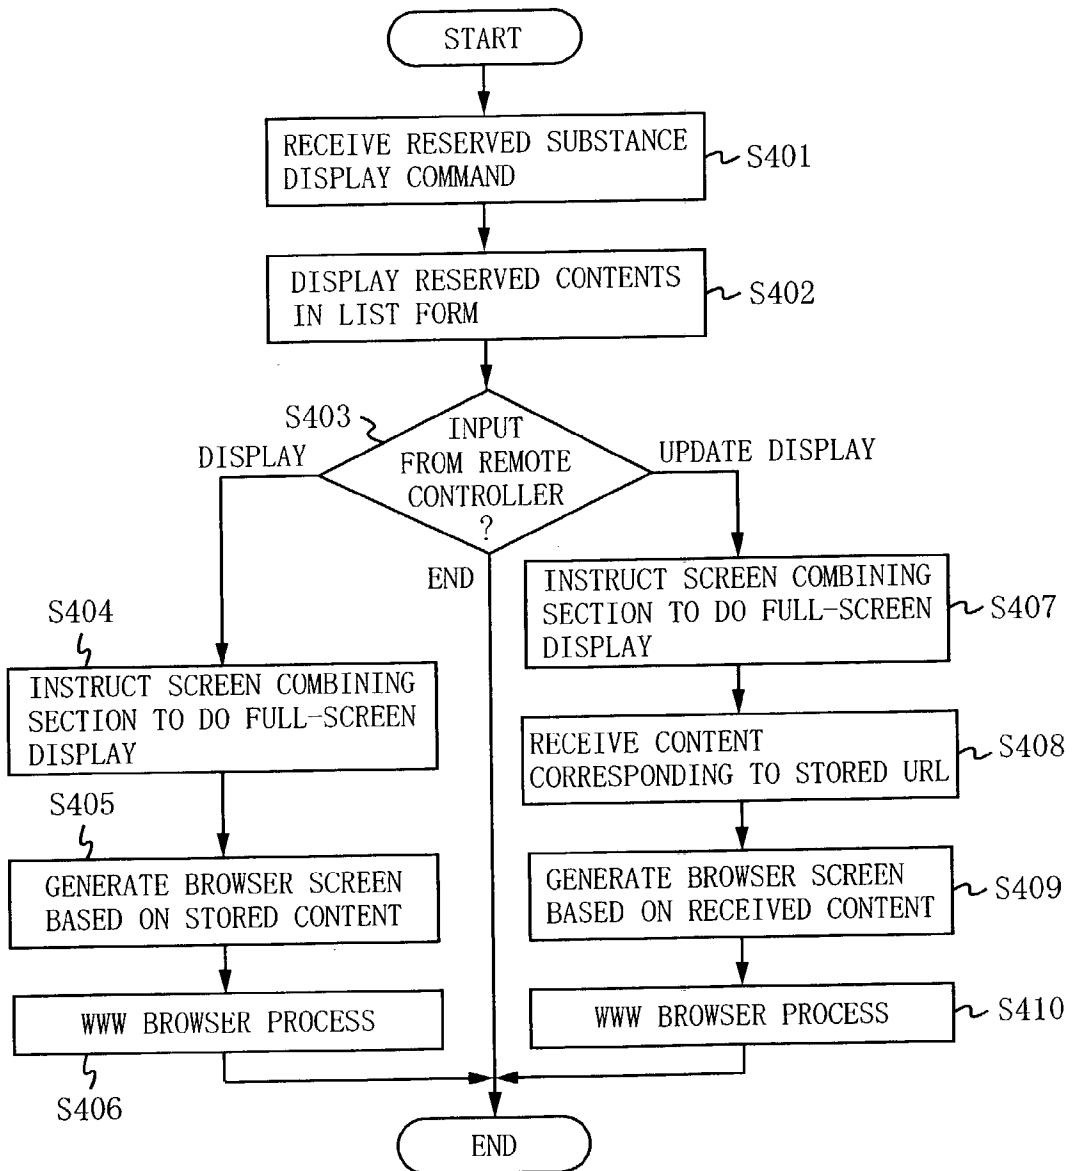 START
RECEIVE RESERVED SUBSTANCE
DISPLAY COMMAND
S401
DISPLAY RESERVED CONTENTS
IN LIST FORM
S402
S403
INPUT
FROM REMOTE
CONTROLLER
?
DISPLAY
UPDATE DISPLAY
END
S404
INSTRUCT SCREEN COMBINING
SECTION TO DO FULL-SCREEN
DISPLAY
S405
GENERATE BROWSER SCREEN
BASED ON STORED CONTENT
WWW BROWSER PROCESS
S406
INSTRUCT SCREEN COMBINING
SECTION TO DO FULL-SCREEN
DISPLAY
S407
RECEIVE CONTENT
CORRESPONDING TO STORED URL
S408
GENERATE BROWSER SCREEN
BASED ON RECEIVED CONTENT
S409
WWW BROWSER PROCESS
S410
END